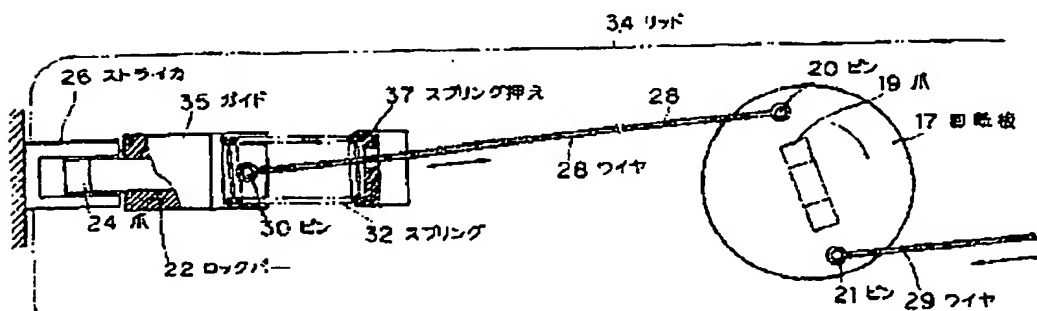 34 リッド
26 ストライカ
20 ピン
35 ガイド
37 スプリング押え
28
19 爪
17 回転板
28 ワイヤ
24 爪
30 ピン
32 スプリング
22 ロックバー
21 ピン
29 ワイヤ